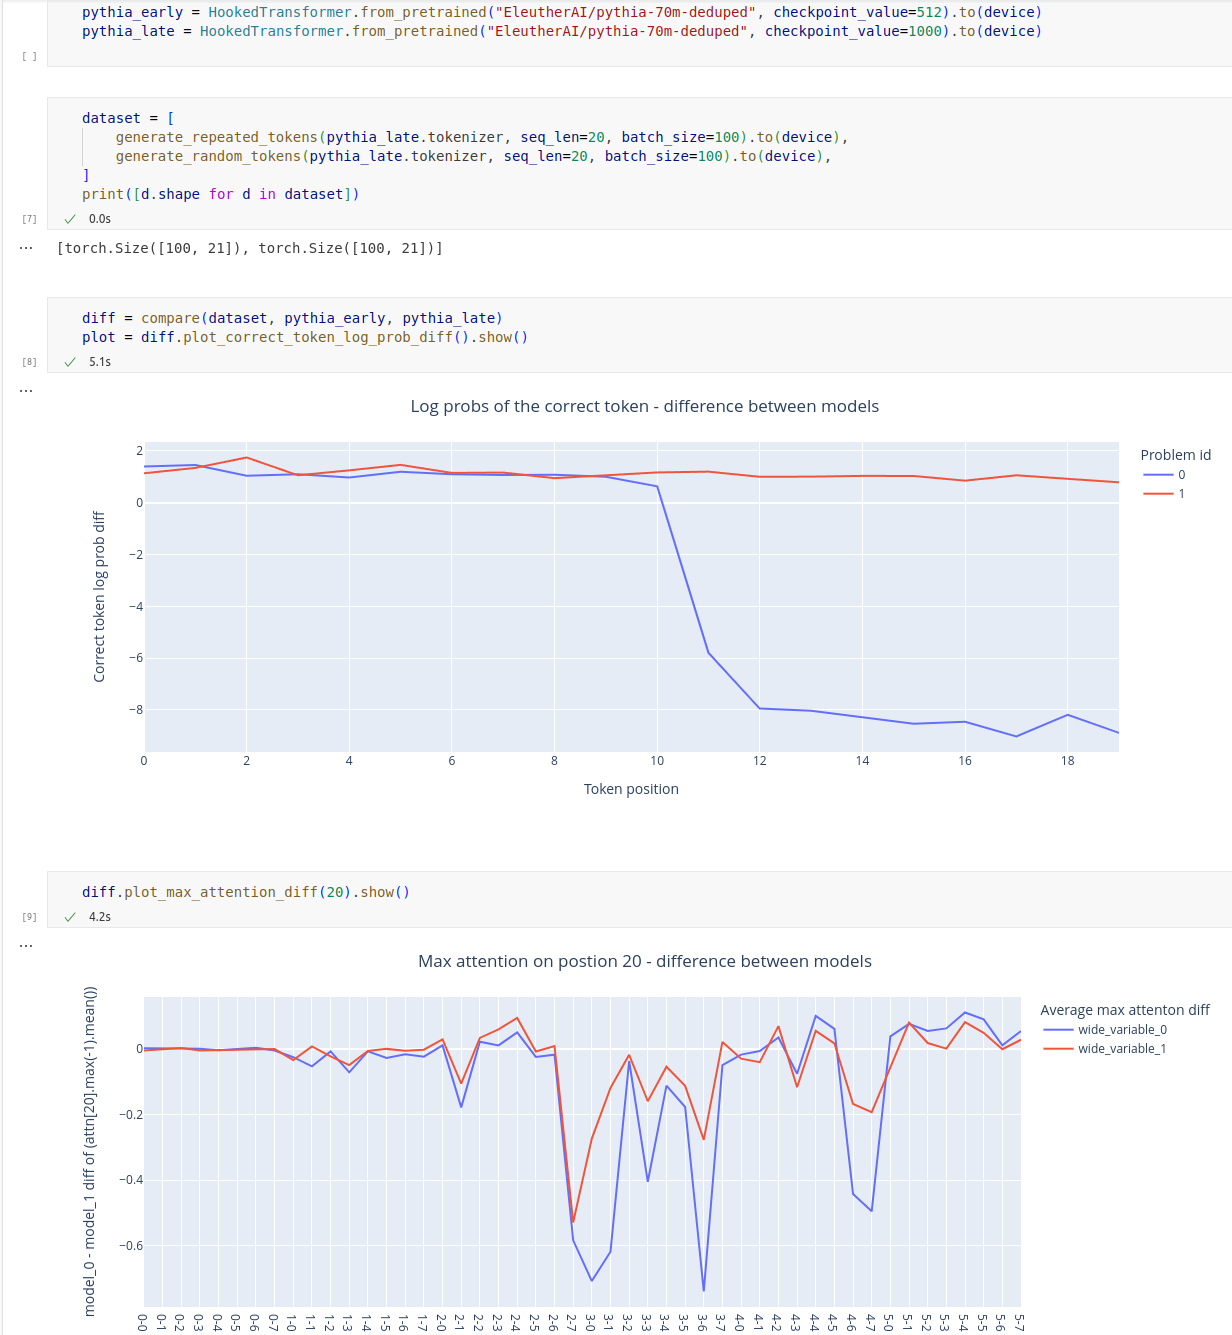 pythia_early = HookedTransformer.from_pretrained("EleutherAI/pythia-70m-deduped", checkpoint_value=512).to(device)
pythia_late = HookedTransformer.from_pretrained("EleutherAI/pythia-70m-deduped", checkpoint_value=1000).to(device)
[ ]
dataset = [
    generate_repeated_tokens(pythia_late.tokenizer, seq_len=20, batch_size=100).to(device),
    generate_random_tokens(pythia_late.tokenizer, seq_len=20, batch_size=100).to(device),
]
print([d.shape for d in dataset])
[7] ✓ 0.0s
... [torch.Size([100, 21]), torch.Size([100, 21])]
diff = compare(dataset, pythia_early, pythia_late)
plot = diff.plot_correct_token_log_prob_diff().show()
[8] ✓ 5.1s
...
Log probs of the correct token - difference between models
Problem id
0
1
Correct token log prob diff
2
0
−2
−4
−6
−8
0 2 4 6 8 10 12 14 16 18
Token position
diff.plot_max_attention_diff(20).show()
[9] ✓ 4.2s
...
Max attention on postion 20 - difference between models
Average max attenton diff
wide_variable_0
wide_variable_1
model_0 - model_1 diff of (attn[20].max(-1).mean())
0
−0.2
−0.4
−0.6
0-0 0-1 0-2 0-3 0-4 0-5 0-6 0-7 1-0 1-1 1-2 1-3 1-4 1-5 1-6 1-7 2-0 2-1 2-2 2-3 2-4 2-5 2-6 2-7 3-0 3-1 3-2 3-3 3-4 3-5 3-6 3-7 4-0 4-1 4-2 4-3 4-4 4-5 4-6 4-7 5-0 5-1 5-2 5-3 5-4 5-5 5-6 5-7